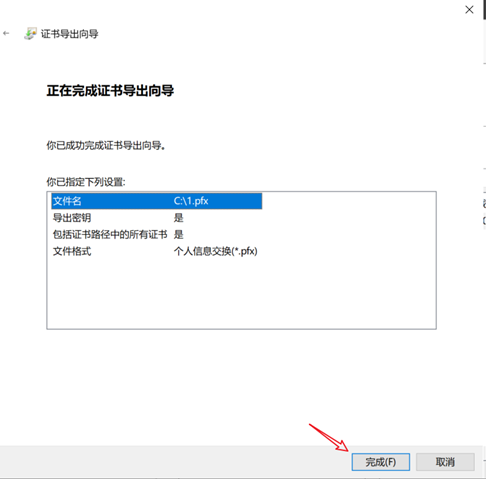 证书导出向导
正在完成证书导出向导
你已成功完成证书导出向导。
你已指定下列设置:
文件名 C:\1.pfx
导出密钥 是
包括证书路径中的所有证书 是
文件格式 个人信息交换(*.pfx)
完成(F) 取消